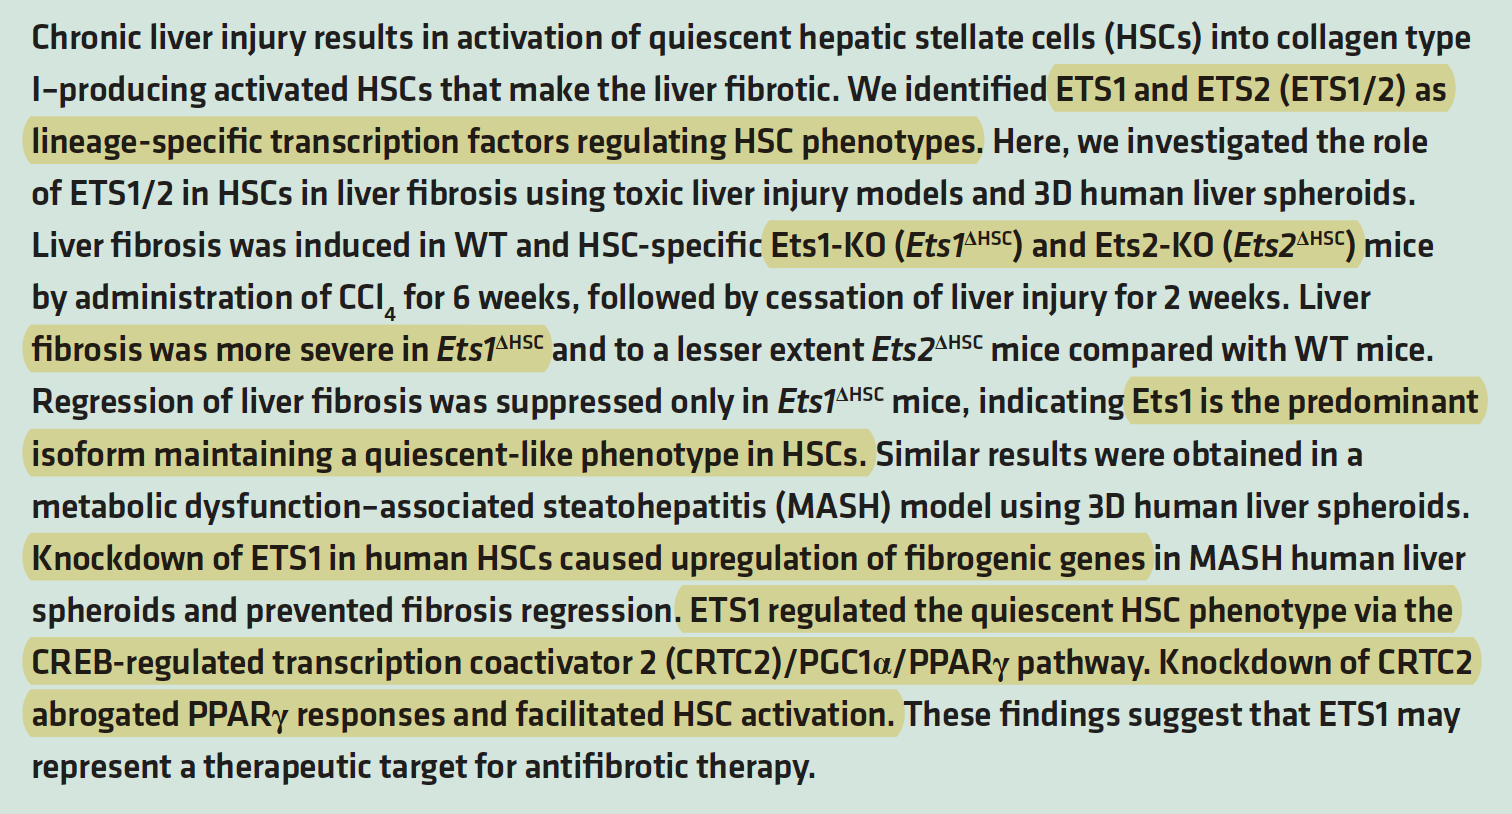 Chronic liver injury results in activation of quiescent hepatic stellate cells (HSCs) into collagen type
I–producing activated HSCs that make the liver fibrotic. We identified ETS1 and ETS2 (ETS1/2) as
lineage-specific transcription factors regulating HSC phenotypes. Here, we investigated the role
of ETS1/2 in HSCs in liver fibrosis using toxic liver injury models and 3D human liver spheroids.
Liver fibrosis was induced in WT and HSC-specific Ets1-KO (Ets1ΔHSC) and Ets2-KO (Ets2ΔHSC) mice
by administration of CCl4 for 6 weeks, followed by cessation of liver injury for 2 weeks. Liver
fibrosis was more severe in Ets1ΔHSC and to a lesser extent Ets2ΔHSC mice compared with WT mice.
Regression of liver fibrosis was suppressed only in Ets1ΔHSC mice, indicating Ets1 is the predominant
isoform maintaining a quiescent-like phenotype in HSCs. Similar results were obtained in a
metabolic dysfunction–associated steatohepatitis (MASH) model using 3D human liver spheroids.
Knockdown of ETS1 in human HSCs caused upregulation of fibrogenic genes in MASH human liver
spheroids and prevented fibrosis regression. ETS1 regulated the quiescent HSC phenotype via the
CREB-regulated transcription coactivator 2 (CRTC2)/PGC1α/PPARγ pathway. Knockdown of CRTC2
abrogated PPARγ responses and facilitated HSC activation. These findings suggest that ETS1 may
represent a therapeutic target for antifibrotic therapy.